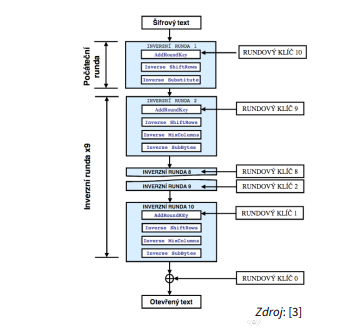 Šifrový text
INVERZNÍ RUNDA 1
AddRoundKey
RUNDOVÝ KLÍČ 10
Inverse ShiftRows
Inverse Substitute
Počáteční
runda
INVERZNÍ RUNDA 2
AddRoundKey
RUNDOVÝ KLÍČ 9
Inverse ShiftRows
Inverse MixColumns
Inverse SubBytes
Inverzní runda x9
INVERZNÍ RUNDA 8
RUNDOVÝ KLÍČ 8
INVERZNÍ RUNDA 9
RUNDOVÝ KLÍČ 2
INVERZNÍ RUNDA 10
AddRoundKEy
RUNDOVÝ KLÍČ 1
Inverse ShiftRows
Inverse MixColumns
Inverse SubBytes
RUNDOVÝ KLÍČ 0
Otevřený text
Zdroj: [3]